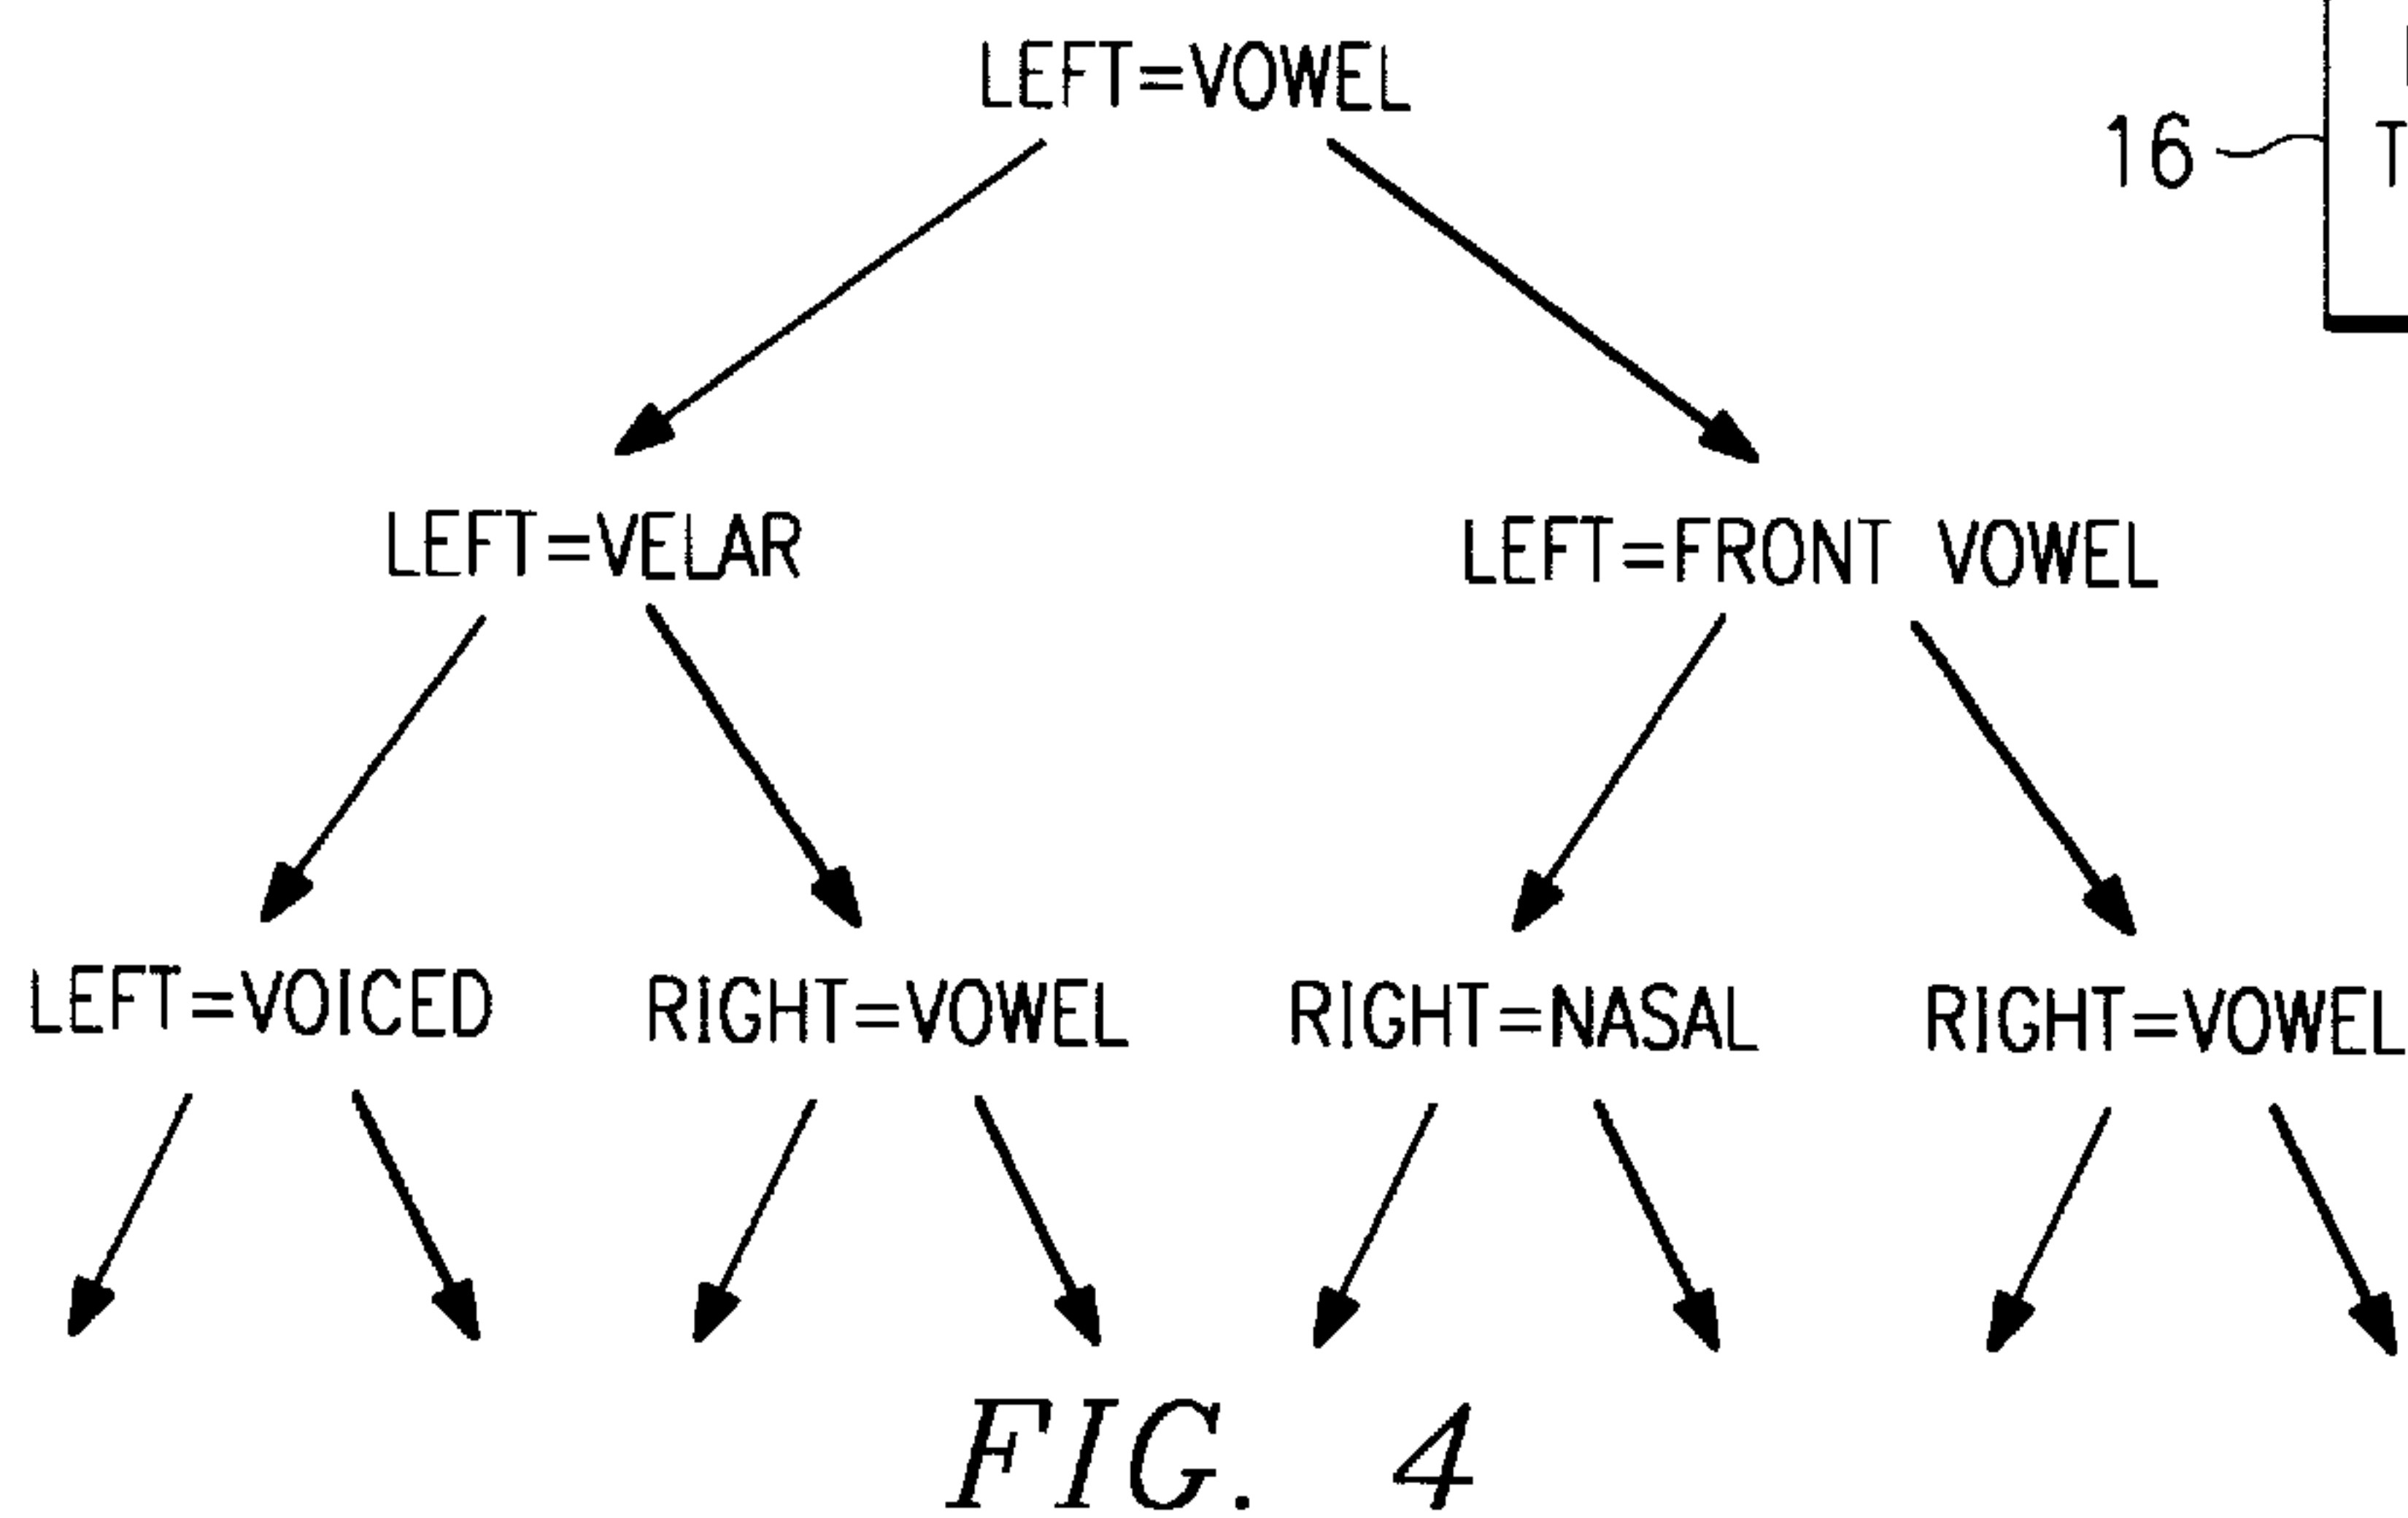 LEFT=VOWEL
16
LEFT=VELAR
LEFT=FRONT VOWEL
LEFT=VOICED
RIGHT=VOWEL
RIGHT=NASAL
RIGHT=VOWEL
FIG. 4